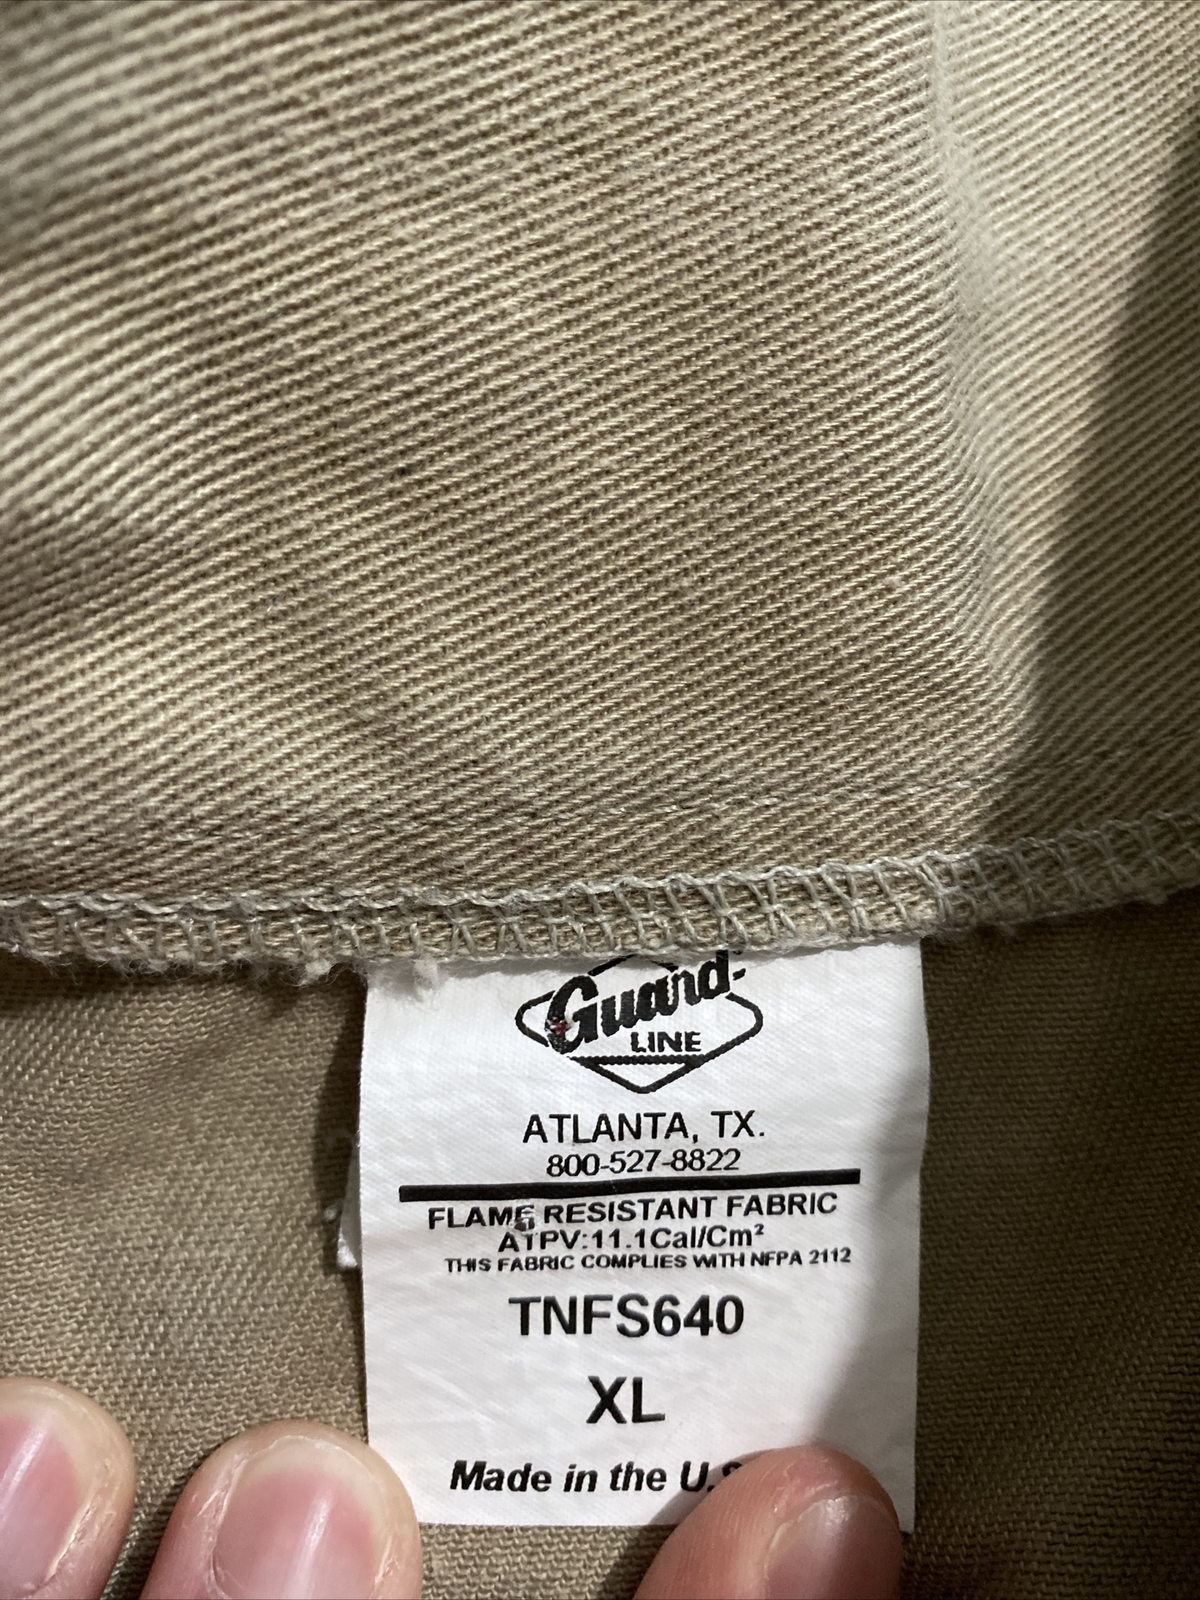 Guard
LINE
ATLANTA, TX.
800-527-8822
FLAME RESISTANT FABRIC
ATPV:11.1Cal/Cm²
THIS FABRIC COMPLIES WITH NFPA 2112
TNFS640
XL
Made in the U.S